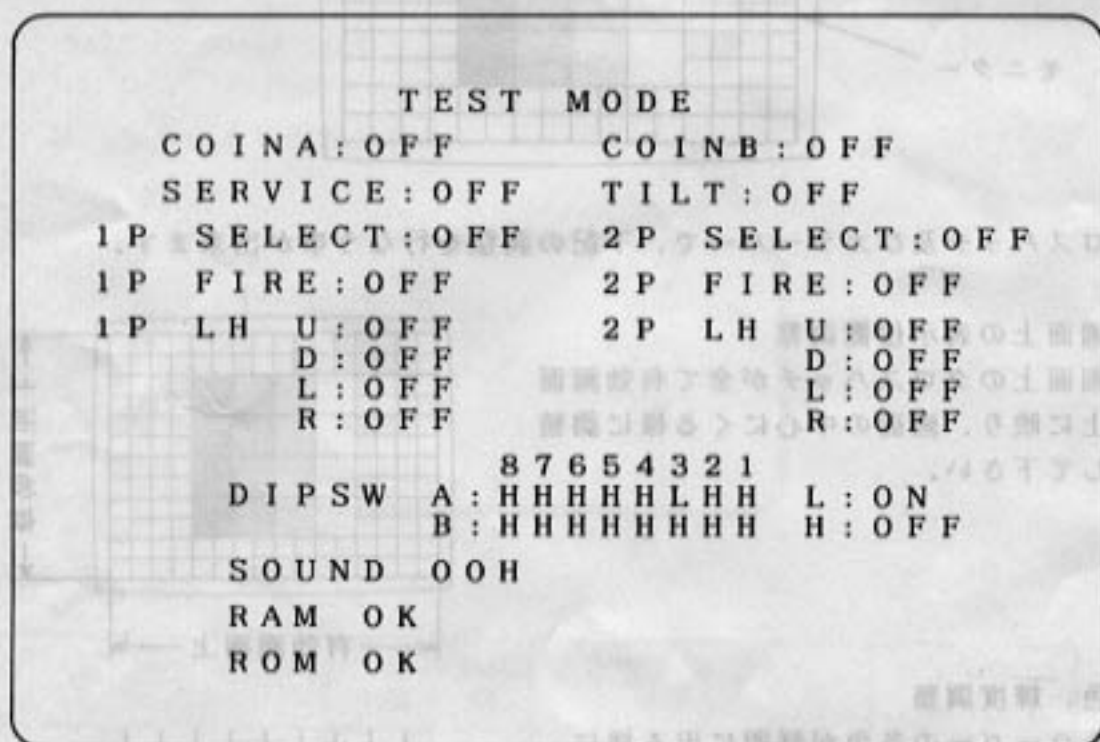 TEST MODE
COINA:OFF COINB:OFF
SERVICE:OFF TILT:OFF
1P SELECT:OFF 2P SELECT:OFF
1P FIRE:OFF 2P FIRE:OFF
1P LH U:OFF 2P LH U:OFF
D:OFF D:OFF
L:OFF L:OFF
R:OFF R:OFF
87654321
DIPSW A:HHHHHLHH L:ON
B:HHHHHHHH H:OFF
SOUND 00H
RAM OK
ROM OK